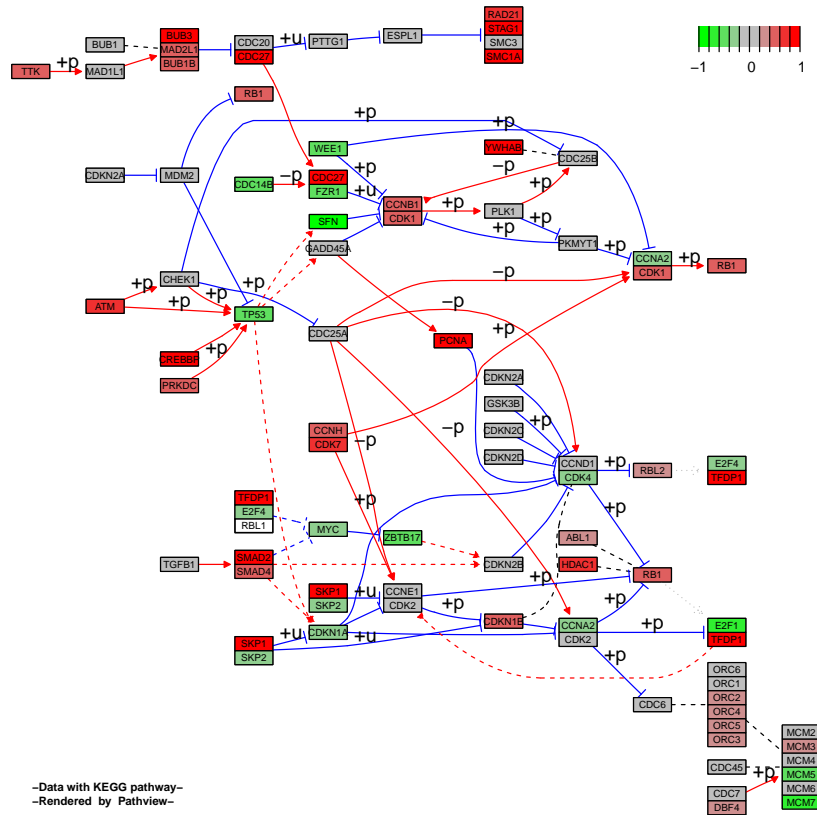 RAD21
BUB3
STAG1
BUB1
MAD2L1
CDC20
+u
PTTG1
ESPL1
SMC3
BUB1B
CDC27
SMC1A
TTK
+p
MAD1L1
−1 0 1
RB1
+p
+p
WEE1
YWHAB
CDC25B
CDKN2A
MDM2
+p
−p
CDC14B
−p
CDC27
FZR1
+u
+p
CCNB1
CDK1
+p
PLK1
SFN
+p
GADD45A
+p
PKMYT1
+p
CCNA2
CDK1
+p
RB1
+p
CHEK1
−p
ATM
+p
+p
TP53
−p
CDC25A
+p
PCNA
+p
CREBBP
PRKDC
CDKN2A
GSK3B
+p
CCNH
CDK7
−p
−p
CDKN2C
CDKN2D
CCND1
CDK4
+p
RBL2
E2F4
TFDP1
TFDP1
E2F4
RBL1
+p
+p
MYC
ZBTB17
ABL1
TGFB1
SMAD2
SMAD4
CDKN2B
HDAC1
RB1
SKP1
SKP2
+u
CCNE1
CDK2
+p
+p
+p
CDKN1A
CDKN1B
CCNA2
CDK2
+p
E2F1
TFDP1
SKP1
SKP2
+u
+u
+p
ORC6
ORC1
ORC2
ORC4
ORC5
ORC3
CDC6
MCM2
MCM3
MCM4
MCM5
MCM6
MCM7
CDC45
+p
CDC7
DBF4
−Data with KEGG pathway−
−Rendered by Pathview−